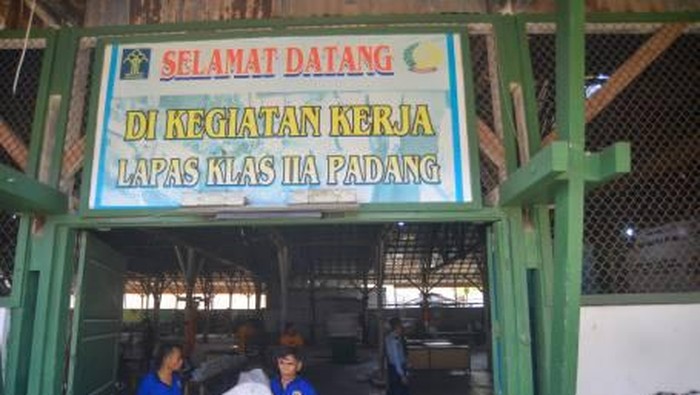 SELAMAT DATANG
DI KEGIATAN KERJA
LAPAS KLAS IIA PADANG